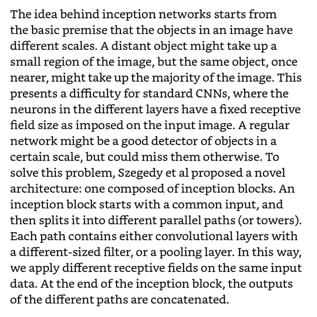 The idea behind inception networks starts from
the basic premise that the objects in an image have
different scales. A distant object might take up a
small region of the image, but the same object, once
nearer, might take up the majority of the image. This
presents a difficulty for standard CNNs, where the
neurons in the different layers have a fixed receptive
field size as imposed on the input image. A regular
network might be a good detector of objects in a
certain scale, but could miss them otherwise. To
solve this problem, Szegedy et al proposed a novel
architecture: one composed of inception blocks. An
inception block starts with a common input, and
then splits it into different parallel paths (or towers).
Each path contains either convolutional layers with
a different-sized filter, or a pooling layer. In this way,
we apply different receptive fields on the same input
data. At the end of the inception block, the outputs
of the different paths are concatenated.